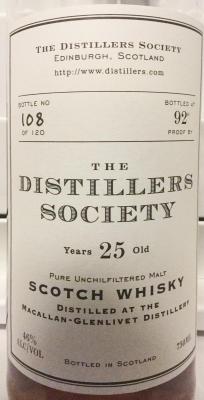 THE DISTILLERS SOCIETY
EDINBURGH, SCOTLAND
http://www.distillers.com
BOTTLE NO
108
OF 120
BOTTLED AT
92°
PROOF BY
THE
DISTILLERS
SOCIETY
Years 25 Old
PURE UNCHILFILTERED MALT
SCOTCH WHISKY
DISTILLED AT THE
MACALLAN-GLENLIVET DISTILLERY
46%
ALC/VOL
750ML
BOTTLED IN SCOTLAND